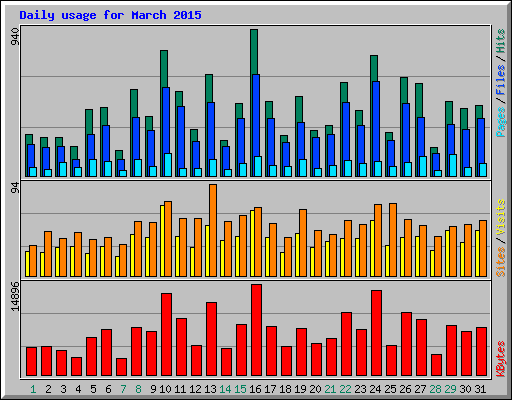 Daily usage for March 2015
940
Pages / Files / Hits
94
Sites / Visits
14896
KBytes
1 2 3 4 5 6 7 8 9 10 11 12 13 14 15 16 17 18 19 20 21 22 23 24 25 26 27 28 29 30 31